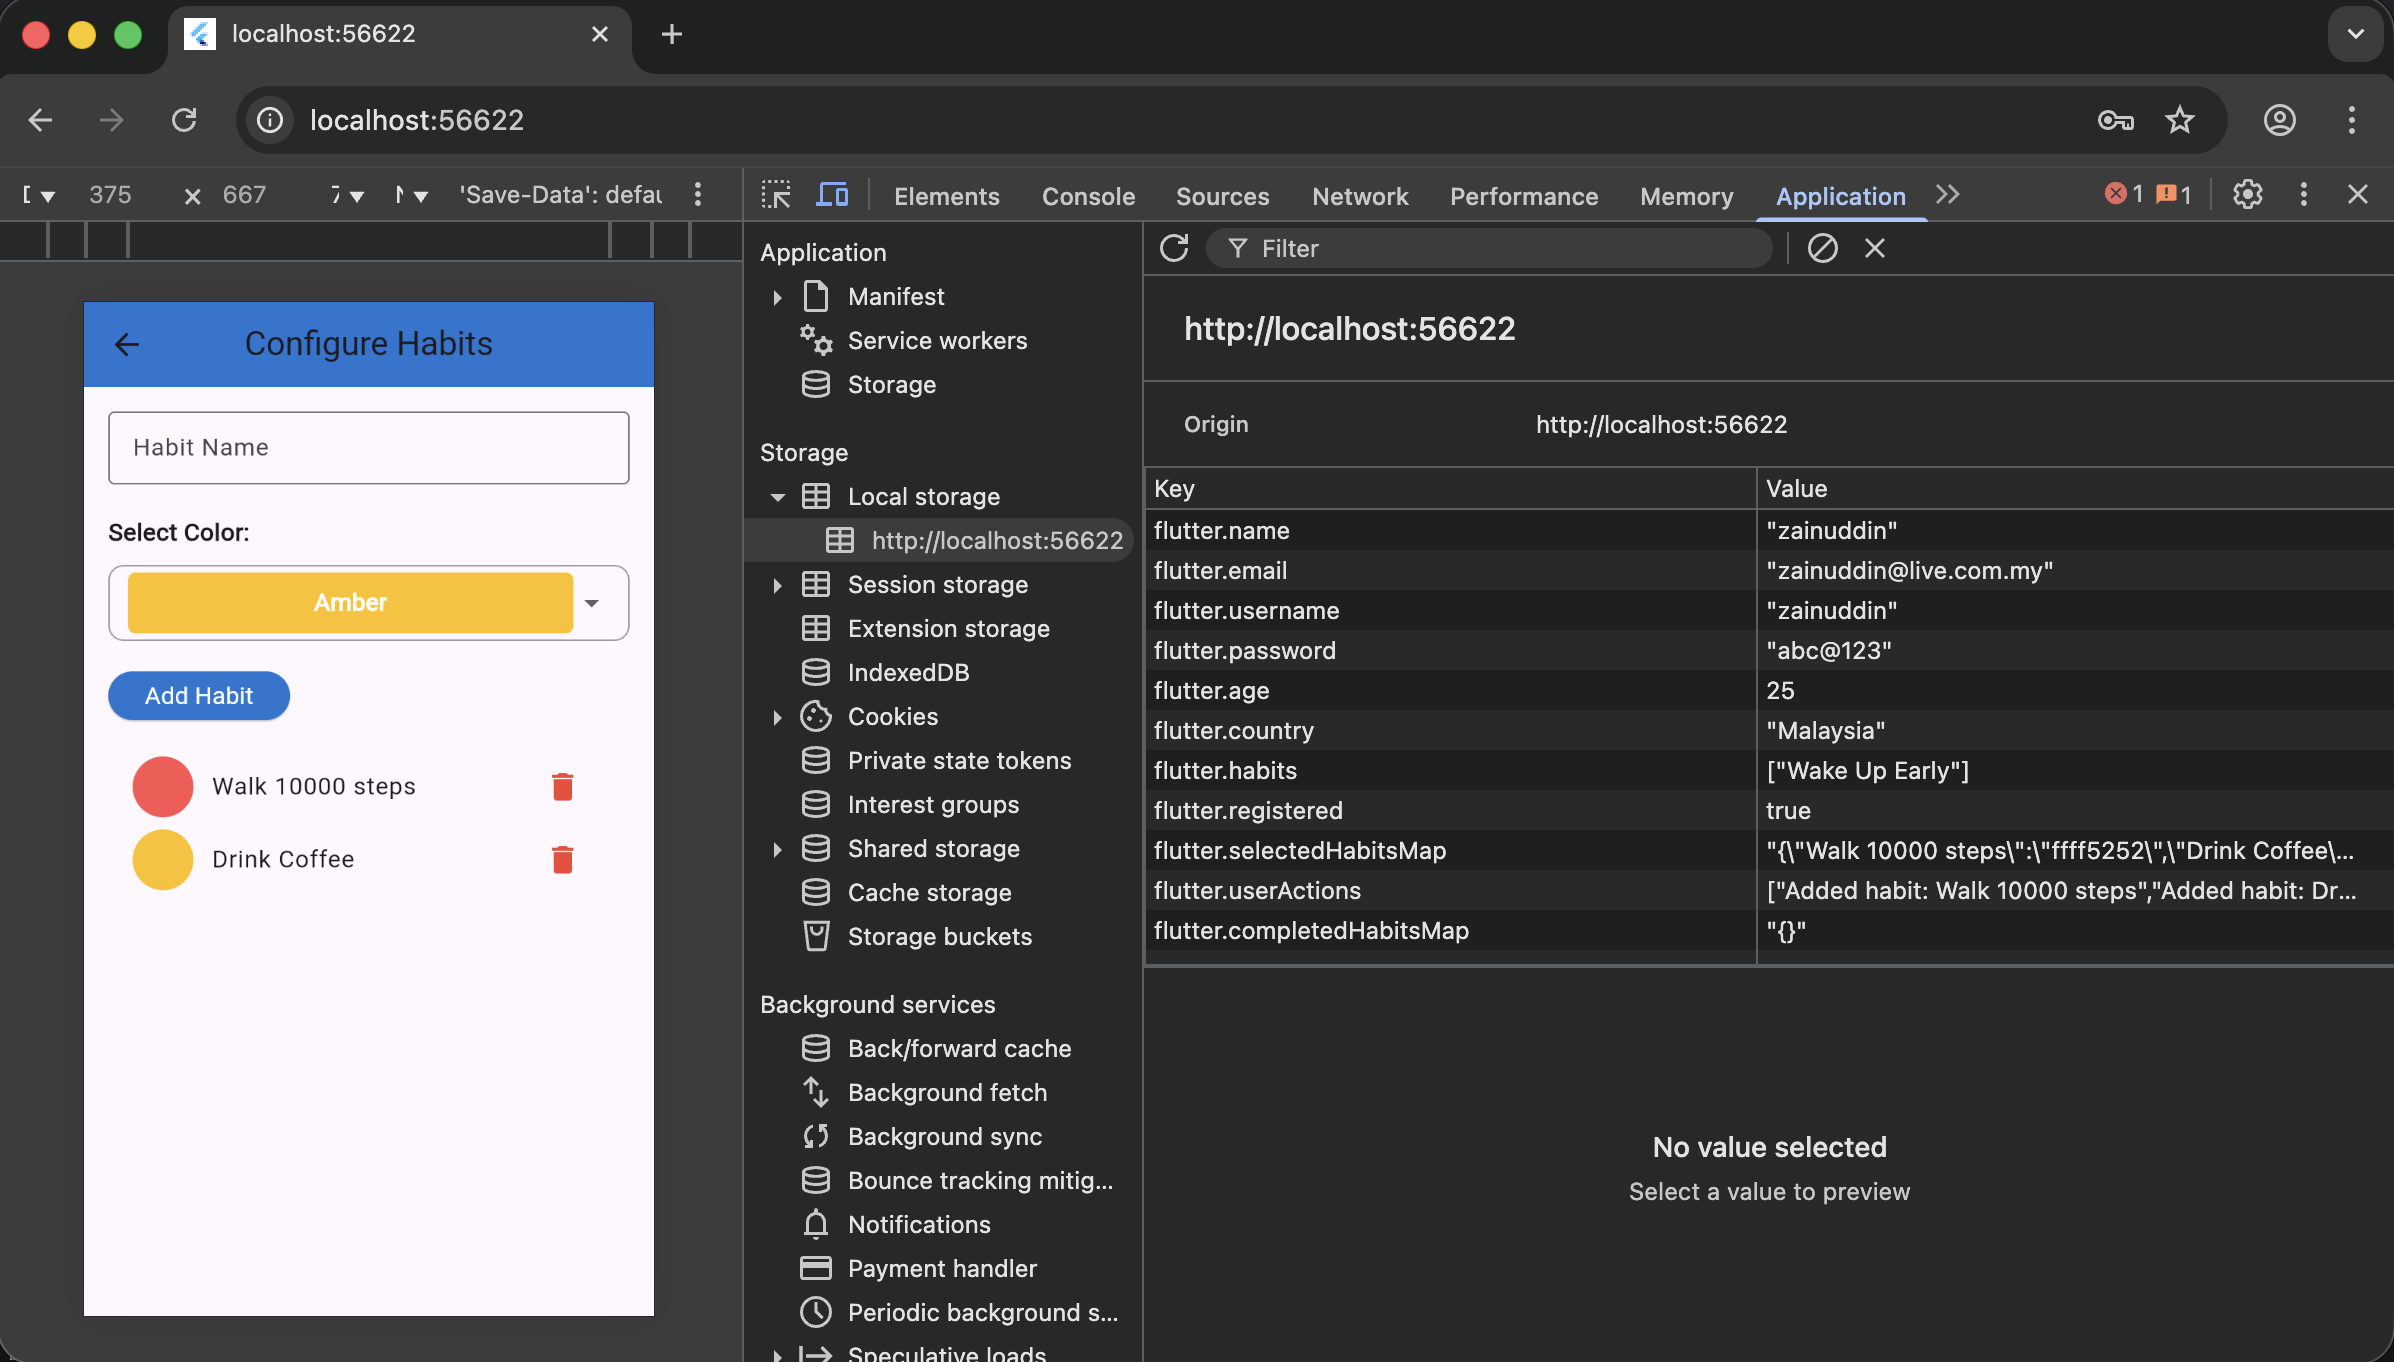 localhost:56622
localhost:56622
375 × 667 'Save-Data': defau
Elements Console Sources Network Performance Memory Application 1 1
Configure Habits
Habit Name
Select Color:
Amber
Add Habit
Walk 10000 steps
Drink Coffee
Application
Manifest
Service workers
Storage
Storage
Local storage
http://localhost:56622
Session storage
Extension storage
IndexedDB
Cookies
Private state tokens
Interest groups
Shared storage
Cache storage
Storage buckets
Background services
Back/forward cache
Background fetch
Background sync
Bounce tracking mitig...
Notifications
Payment handler
Periodic background s...
Speculative loads
Filter
http://localhost:56622
Origin http://localhost:56622
Key Value
flutter.name "zainuddin"
flutter.email "zainuddin@live.com.my"
flutter.username "zainuddin"
flutter.password "abc@123"
flutter.age 25
flutter.country "Malaysia"
flutter.habits ["Wake Up Early"]
flutter.registered true
flutter.selectedHabitsMap "{\"Walk 10000 steps\":\"ffff5252\",\"Drink Coffee\...
flutter.userActions ["Added habit: Walk 10000 steps","Added habit: Dr...
flutter.completedHabitsMap "{}"
No value selected
Select a value to preview